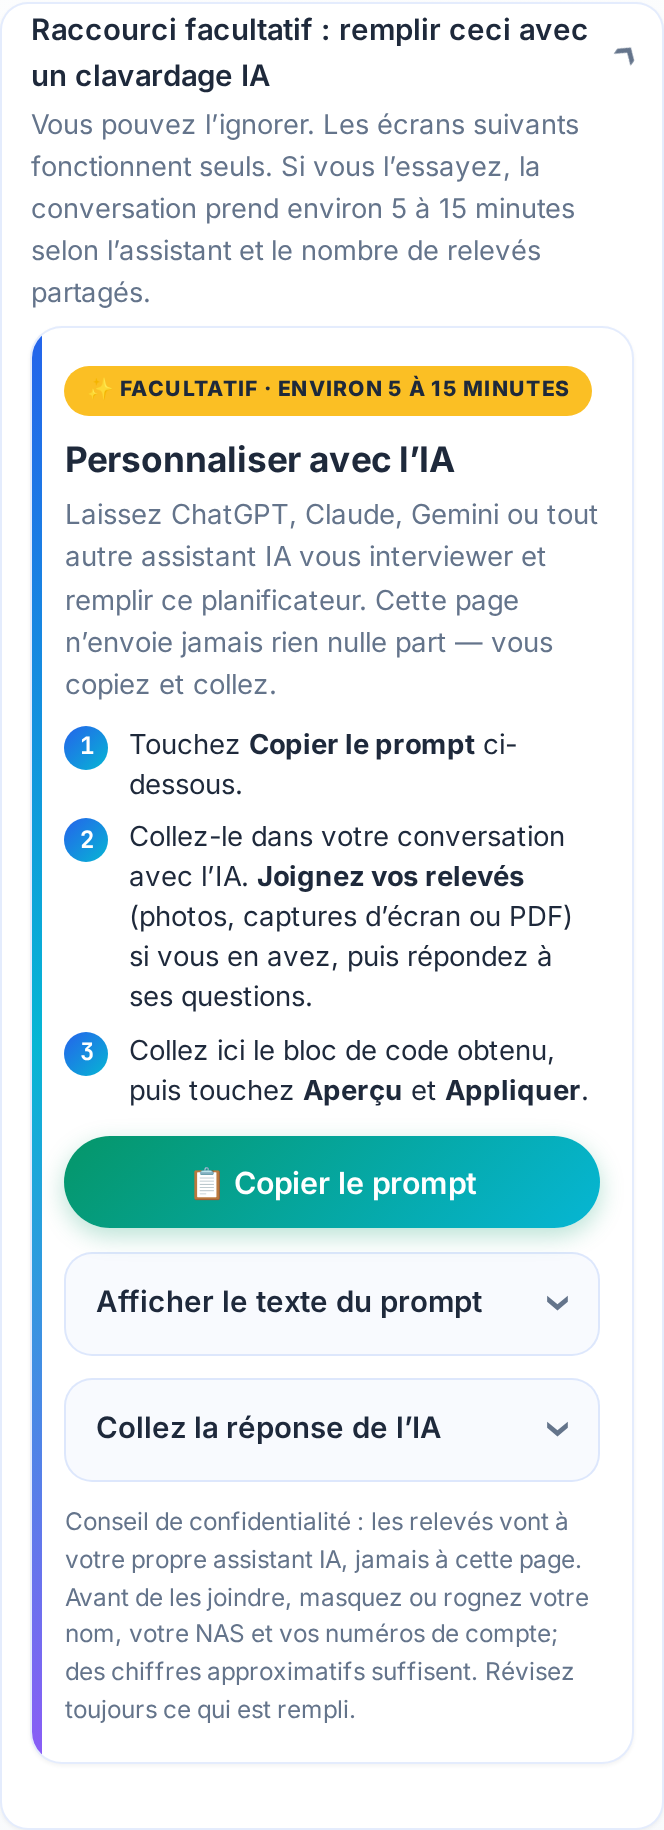 Raccourci facultatif : remplir ceci avec
un clavardage IA
Vous pouvez l’ignorer. Les écrans suivants
fonctionnent seuls. Si vous l’essayez, la
conversation prend environ 5 à 15 minutes
selon l’assistant et le nombre de relevés
partagés.
✨ FACULTATIF · ENVIRON 5 À 15 MINUTES
Personnaliser avec l’IA
Laissez ChatGPT, Claude, Gemini ou tout
autre assistant IA vous interviewer et
remplir ce planificateur. Cette page
n’envoie jamais rien nulle part — vous
copiez et collez.
1 Touchez Copier le prompt ci-
dessous.
2 Collez-le dans votre conversation
avec l’IA. Joignez vos relevés
(photos, captures d’écran ou PDF)
si vous en avez, puis répondez à
ses questions.
3 Collez ici le bloc de code obtenu,
puis touchez Aperçu et Appliquer.
📋 Copier le prompt
Afficher le texte du prompt
Collez la réponse de l’IA
Conseil de confidentialité : les relevés vont à
votre propre assistant IA, jamais à cette page.
Avant de les joindre, masquez ou rognez votre
nom, votre NAS et vos numéros de compte;
des chiffres approximatifs suffisent. Révisez
toujours ce qui est rempli.